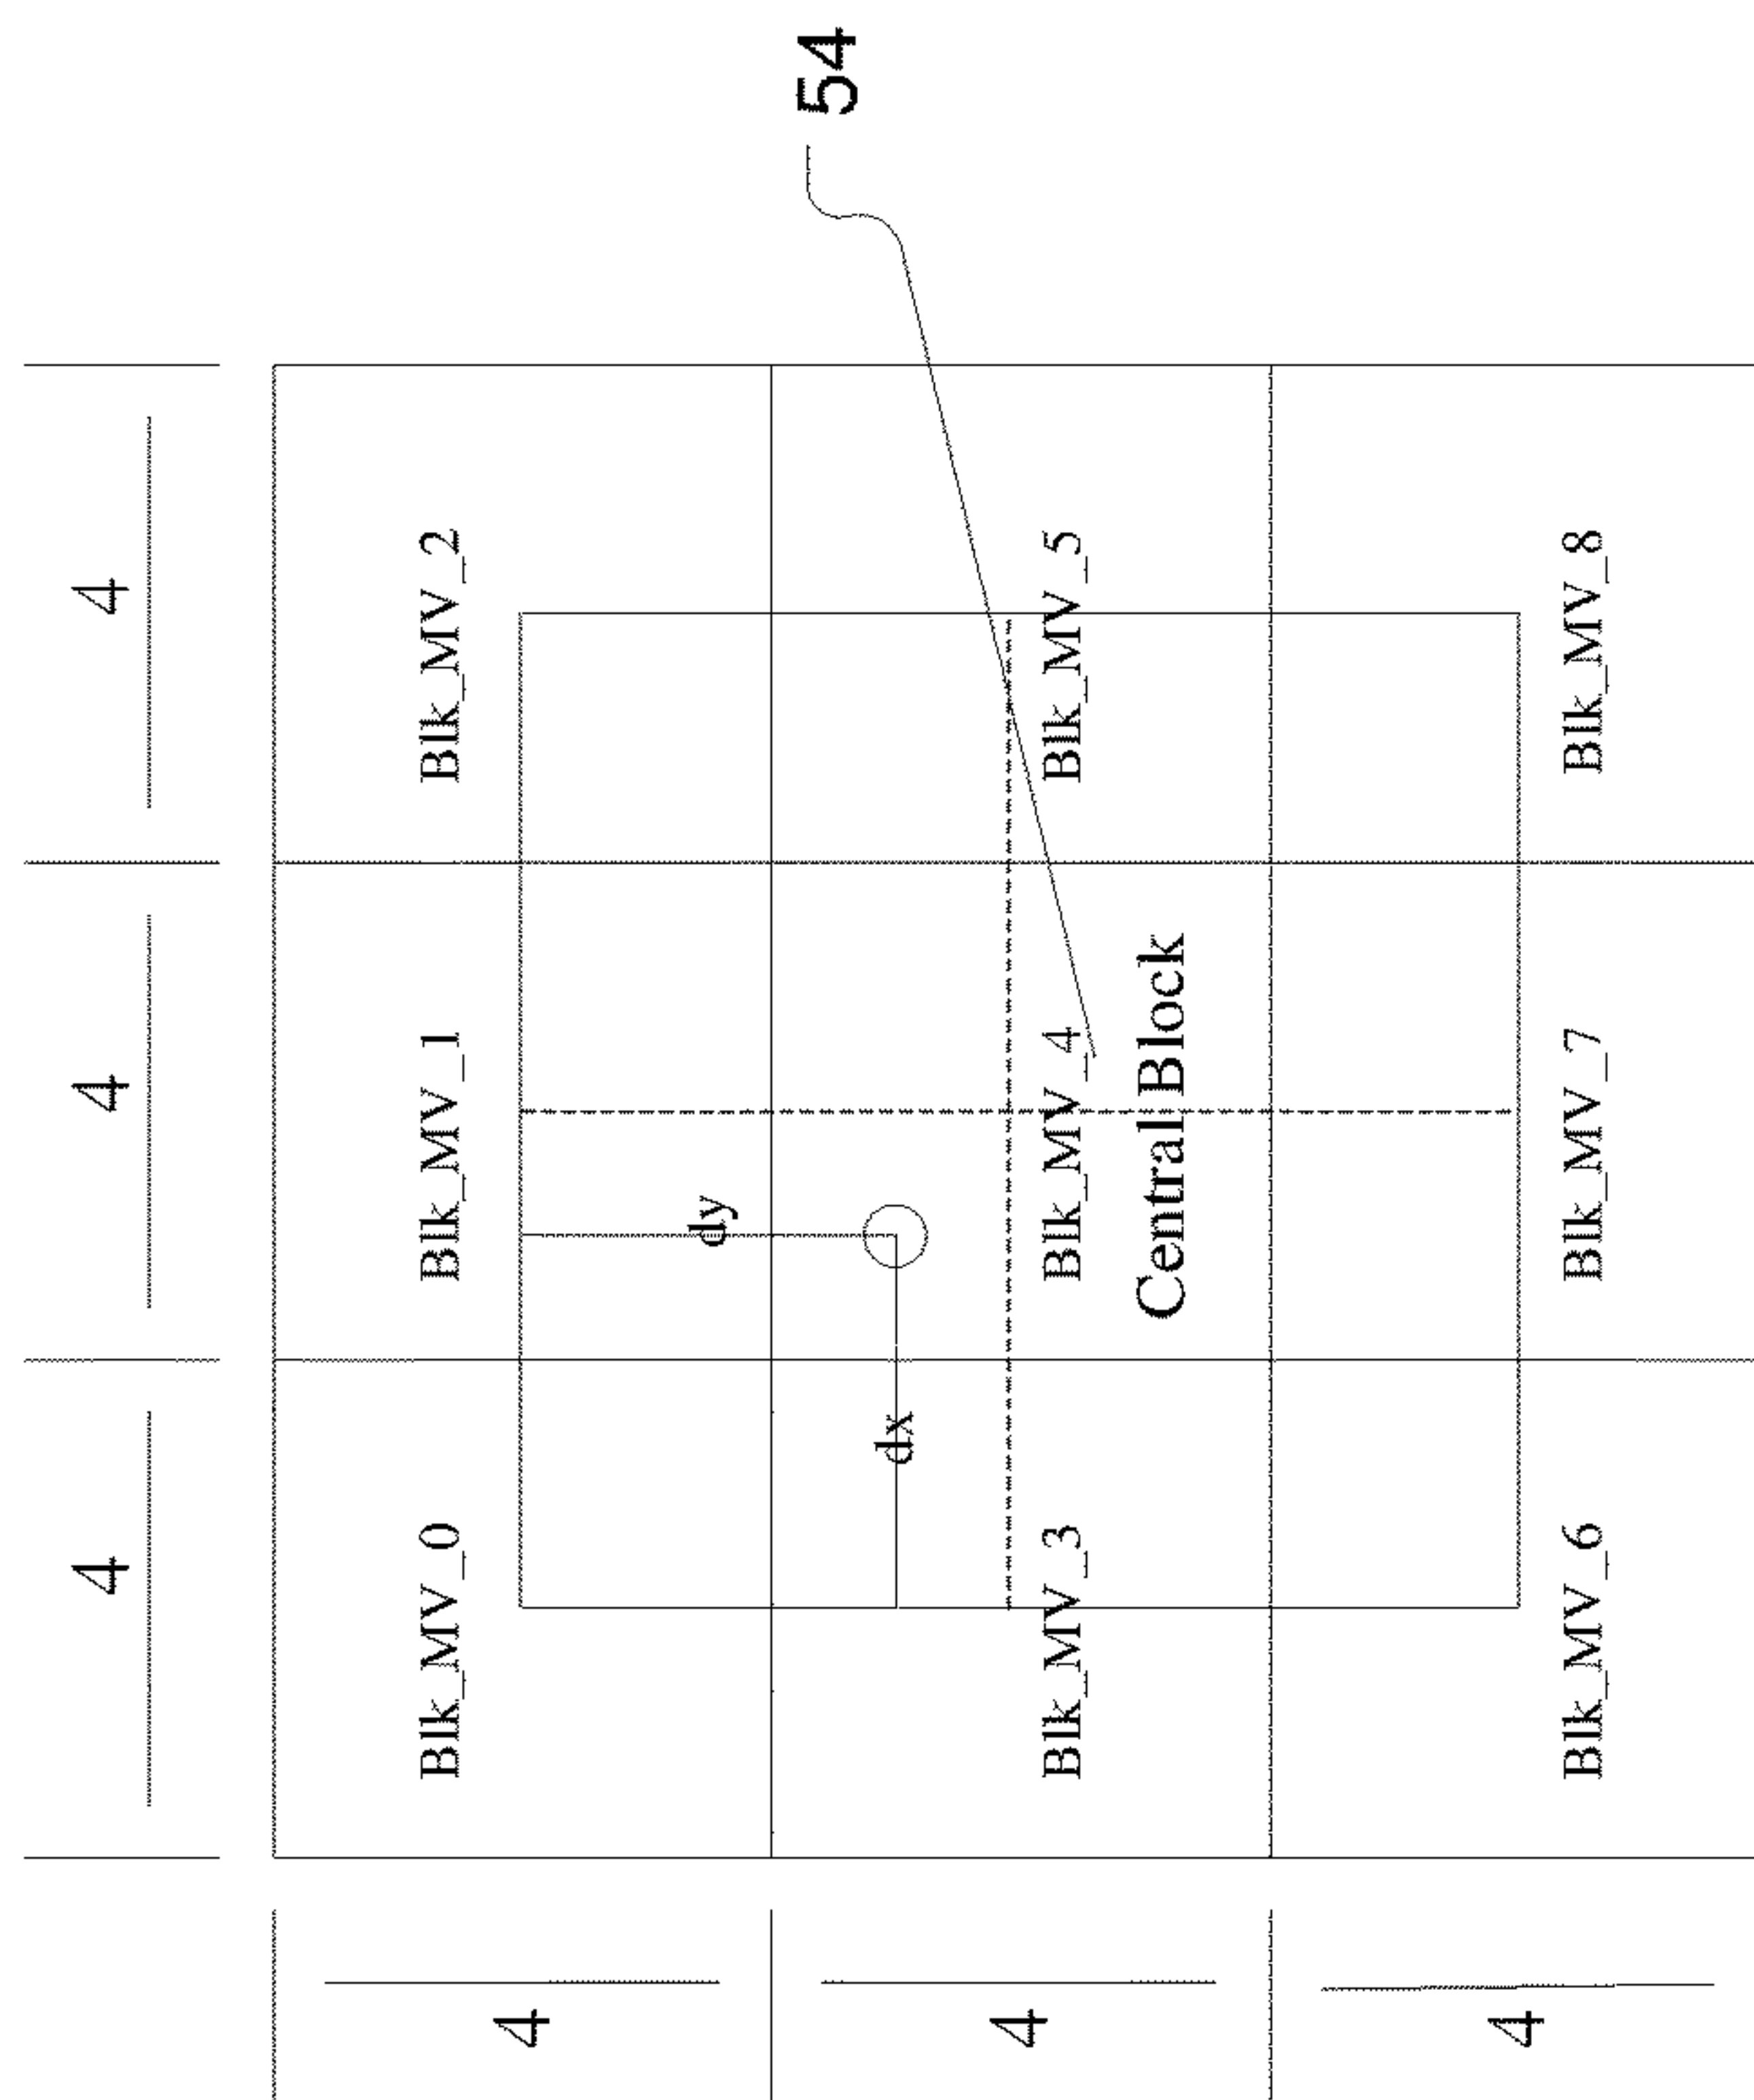 4 4 4
54
4 Blk_MV_0 Blk_MV_1 Blk_MV_2
dy
dx
4 Blk_MV_3 Blk_MV_4 Blk_MV_5
Central Block
4 Blk_MV_6 Blk_MV_7 Blk_MV_8